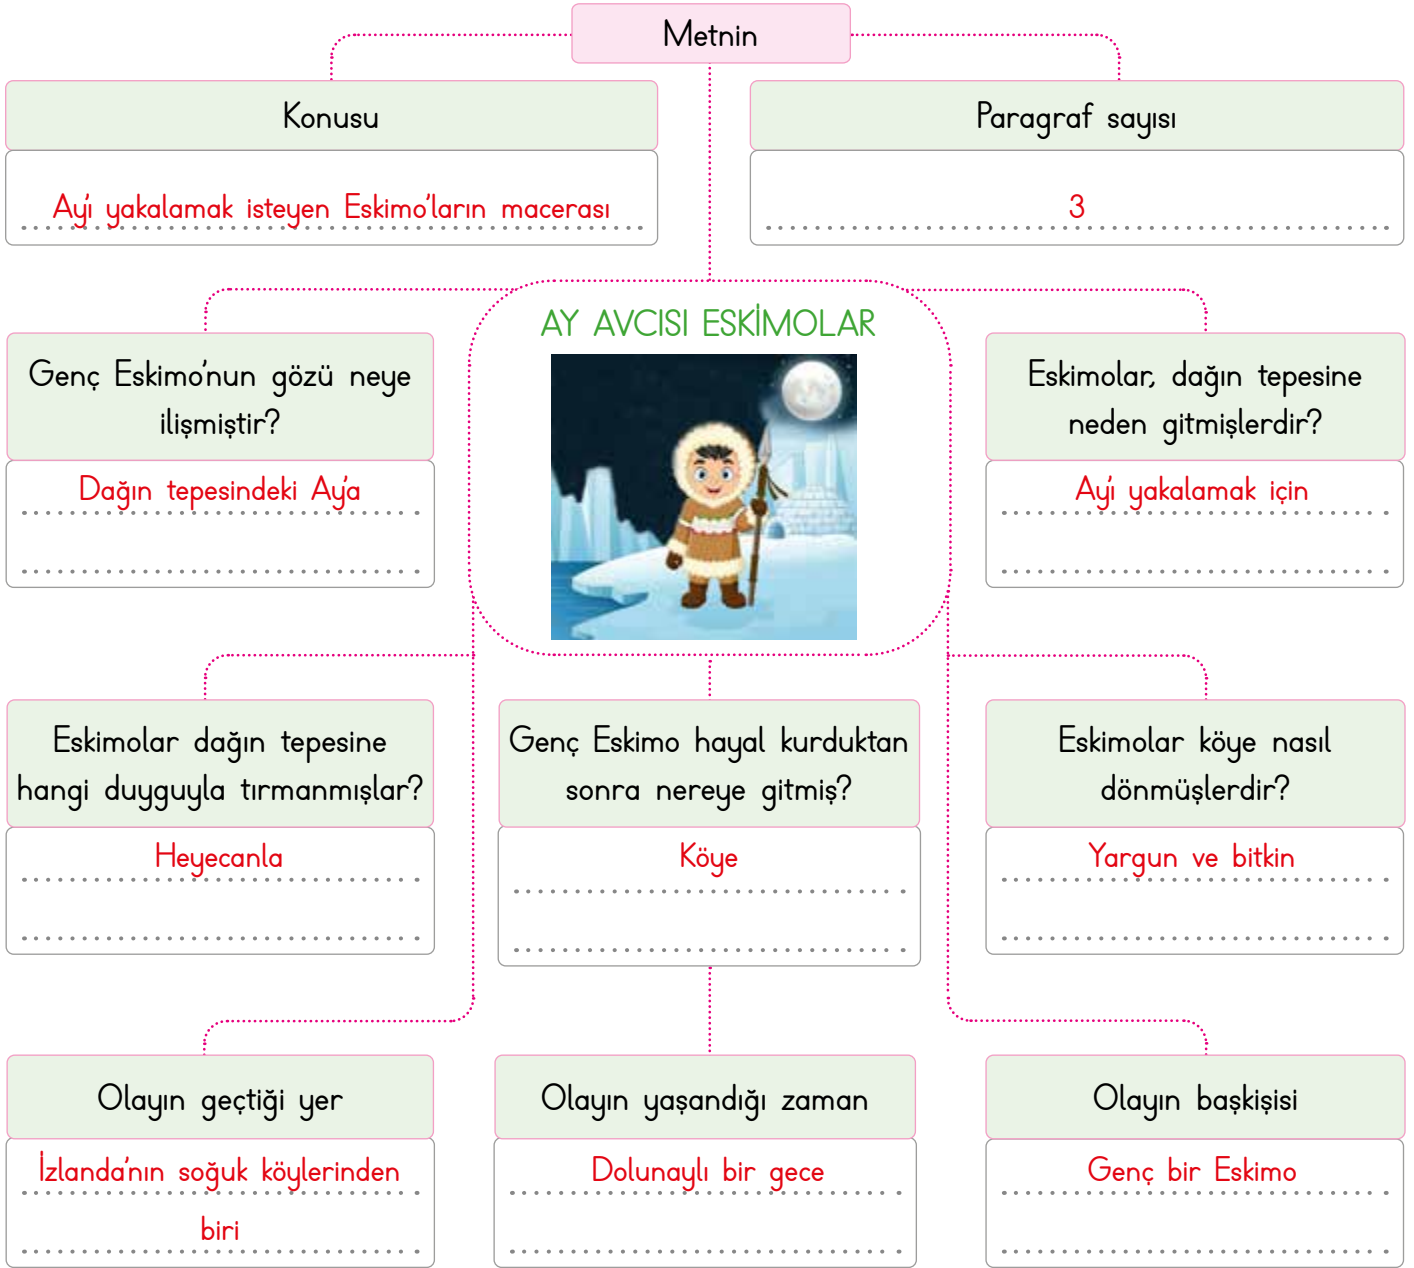 Metnin
Konusu
Ay'ı yakalamak isteyen Eskimo'ların macerası
Paragraf sayısı
3
AY AVCISI ESKİMOLAR
Genç Eskimo'nun gözü neye
ilişmiştir?
Dağın tepesindeki Ay'a
Eskimolar, dağın tepesine
neden gitmişlerdir?
Ay'ı yakalamak için
Eskimolar dağın tepesine
hangi duyguyla tırmanmışlar?
Heyecanla
Genç Eskimo hayal kurduktan
sonra nereye gitmiş?
Köye
Eskimolar köye nasıl
dönmüşlerdir?
Yargun ve bitkin
Olayın geçtiği yer
İzlanda'nın soğuk köylerinden
biri
Olayın yaşandığı zaman
Dolunaylı bir gece
Olayın başkişisi
Genç bir Eskimo